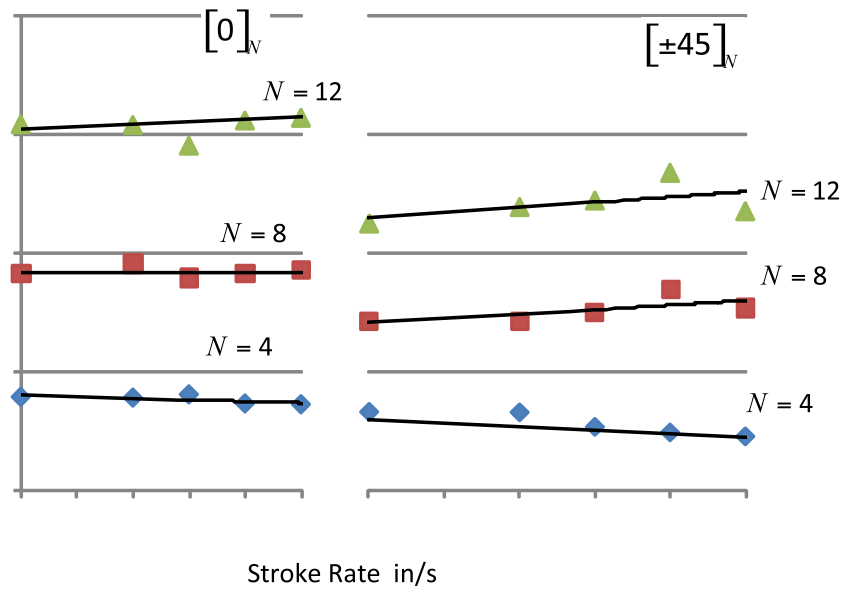 [0]N
[±45]N
N = 12
N = 12
N = 8
N = 8
N = 4
N = 4
Stroke Rate in/s